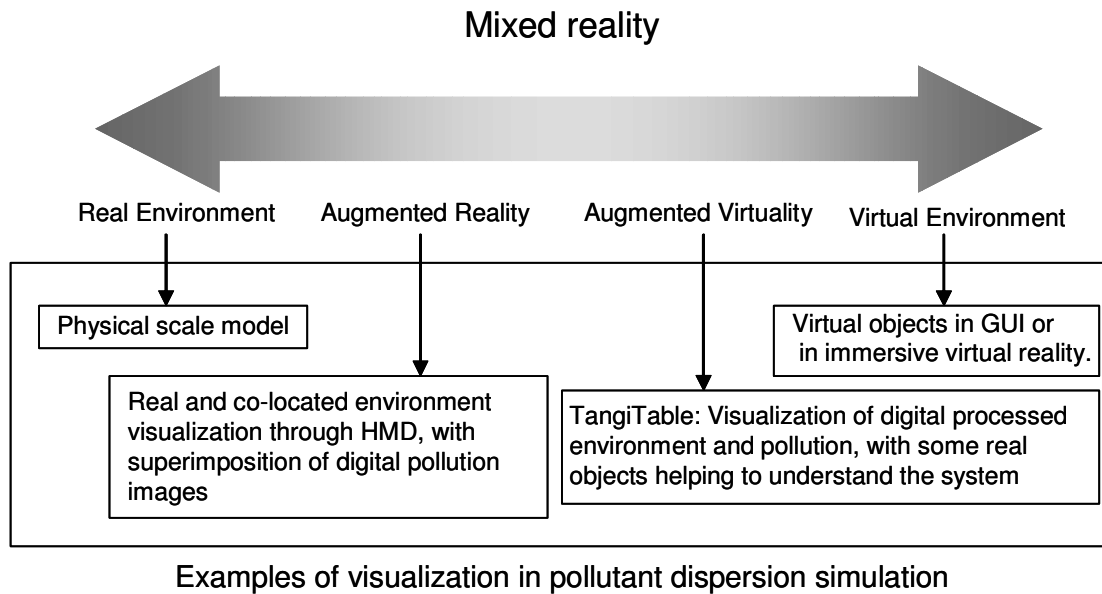 Mixed reality
Real Environment
Augmented Reality
Augmented Virtuality
Virtual Environment
Physical scale model
Virtual objects in GUI or
in immersive virtual reality.
Real and co-located environment
visualization through HMD, with
superimposition of digital pollution
images
TangiTable: Visualization of digital processed
environment and pollution, with some real
objects helping to understand the system
Examples of visualization in pollutant dispersion simulation